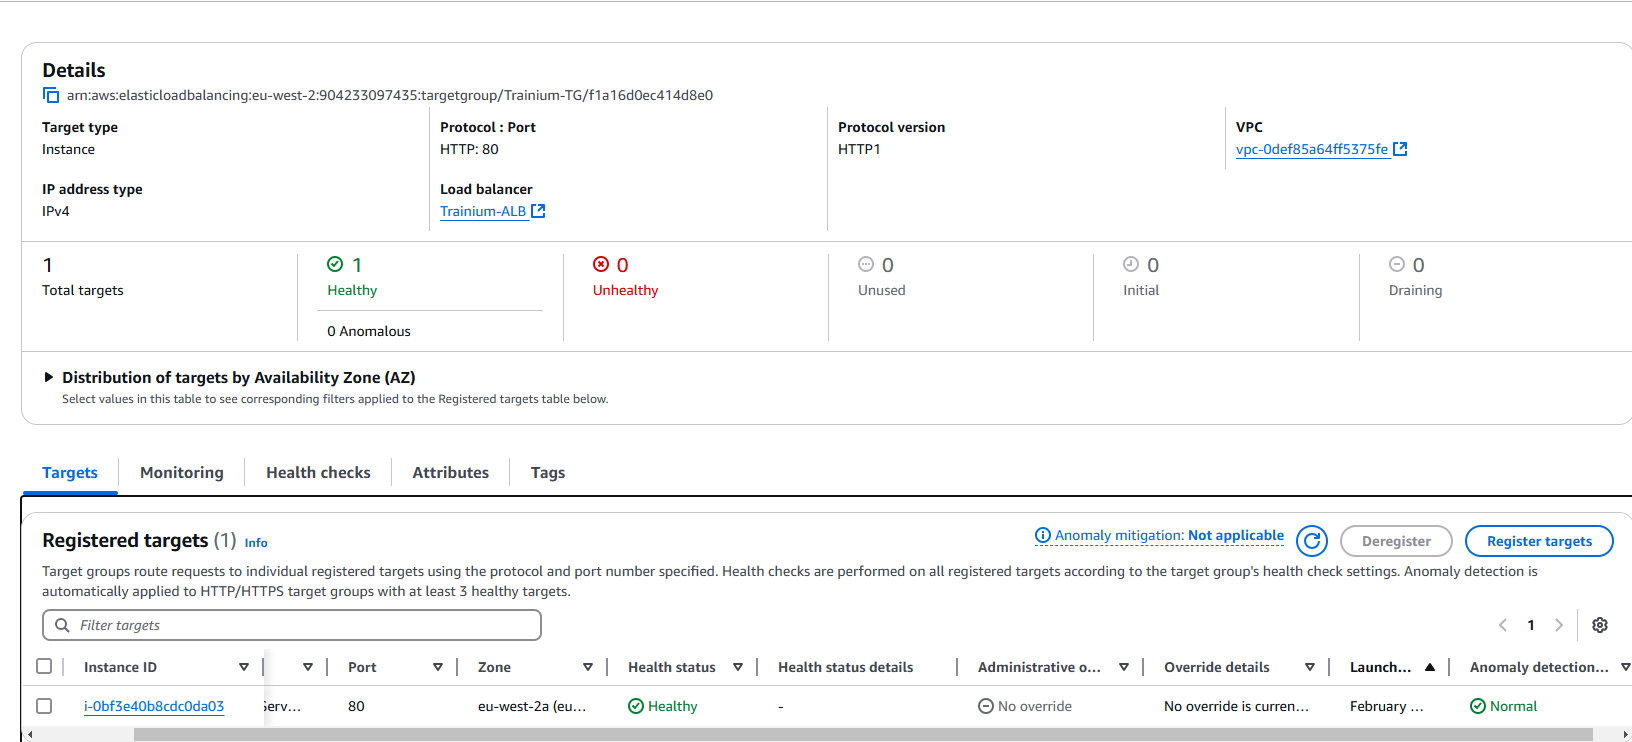 Details
arn:aws:elasticloadbalancing:eu-west-2:904233097435:targetgroup/Trainium-TG/f1a16d0ec414d8e0
Target type
Instance
Protocol : Port
HTTP: 80
Protocol version
HTTP1
VPC
vpc-0def85a64ff5375fe
IP address type
IPv4
Load balancer
Trainium-ALB
1
Total targets
1
Healthy
0 Anomalous
0
Unhealthy
0
Unused
0
Initial
0
Draining
Distribution of targets by Availability Zone (AZ)
Select values in this table to see corresponding filters applied to the Registered targets table below.
Targets Monitoring Health checks Attributes Tags
Registered targets (1) Info
Anomaly mitigation: Not applicable
Deregister
Register targets
Target groups route requests to individual registered targets using the protocol and port number specified. Health checks are performed on all registered targets according to the target group's health check settings. Anomaly detection is
automatically applied to HTTP/HTTPS target groups with at least 3 healthy targets.
Filter targets
1
Instance ID Port Zone Health status Health status details Administrative o... Override details Launch... Anomaly detection...
i-0bf3e40b8cdc0da03 Serv... 80 eu-west-2a (eu... Healthy - No override No override is curren... February ... Normal